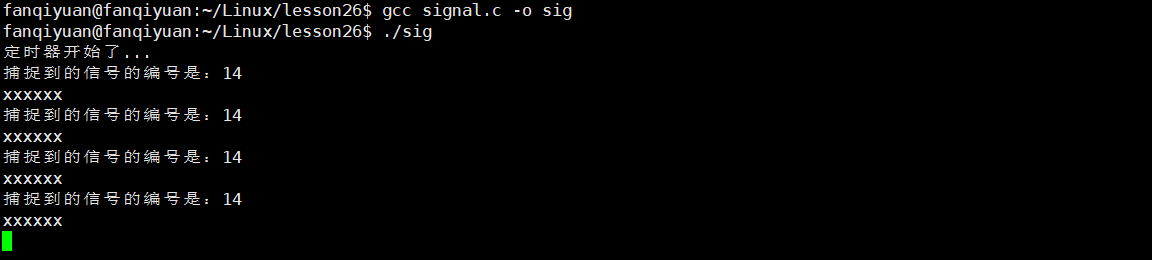 fanqiyuan@fanqiyuan:~/Linux/lesson26$ gcc signal.c -o sig
fanqiyuan@fanqiyuan:~/Linux/lesson26$ ./sig
定时器开始了...
捕捉到的信号的编号是：14
xxxxxx
捕捉到的信号的编号是：14
xxxxxx
捕捉到的信号的编号是：14
xxxxxx
捕捉到的信号的编号是：14
xxxxxx